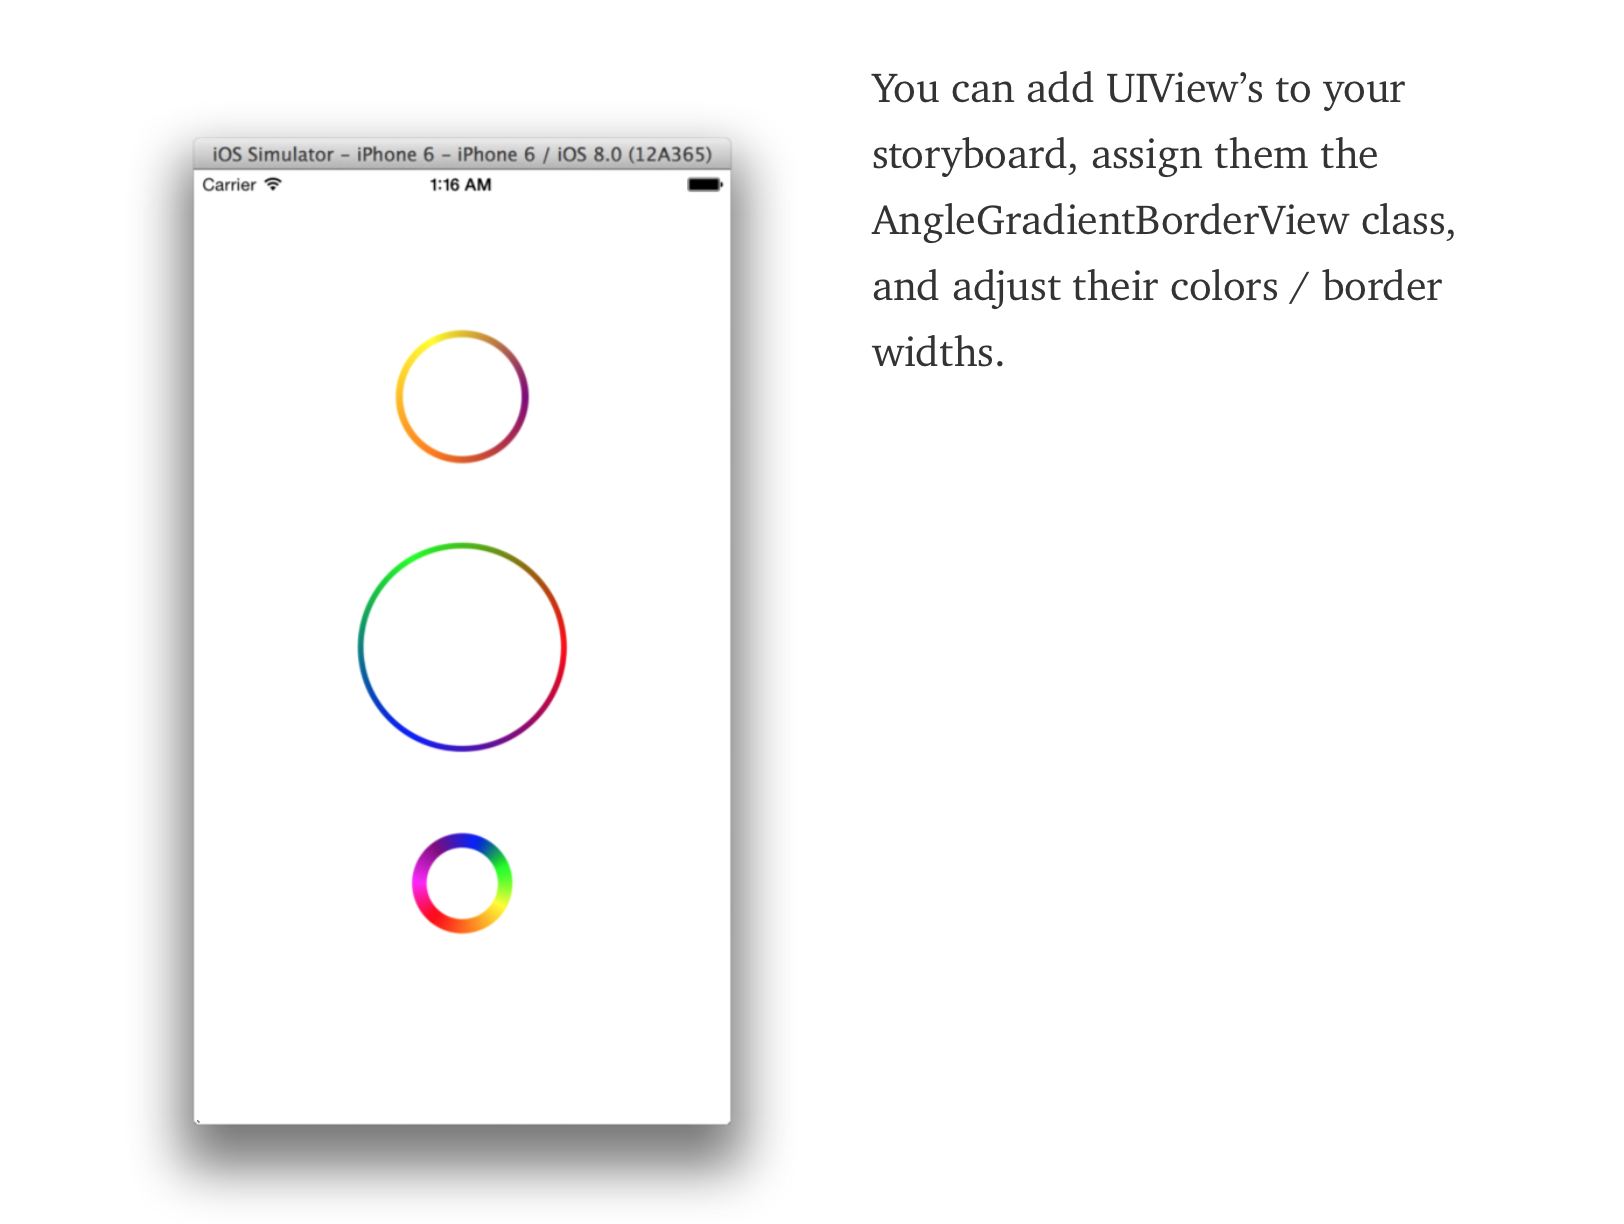 iOS Simulator – iPhone 6 – iPhone 6 / iOS 8.0 (12A365)
Carrier 1:16 AM
You can add UIView’s to your
storyboard, assign them the
AngleGradientBorderView class,
and adjust their colors / border
widths.